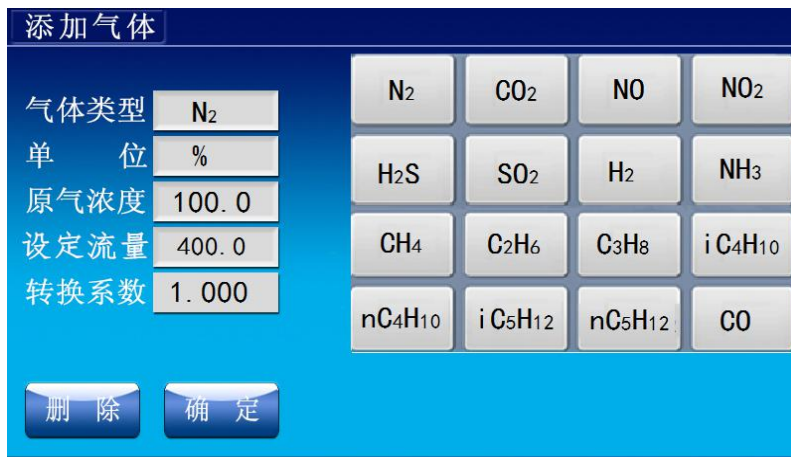 添加气体
气体类型 N₂
单 位 %
原气浓度 100.0
设定流量 400.0
转换系数 1.000
N₂ CO₂ NO NO₂
H₂S SO₂ H₂ NH₃
CH₄ C₂H₆ C₃H₈ iC₄H₁₀
nC₄H₁₀ iC₅H₁₂ nC₅H₁₂ CO
删 除 确 定